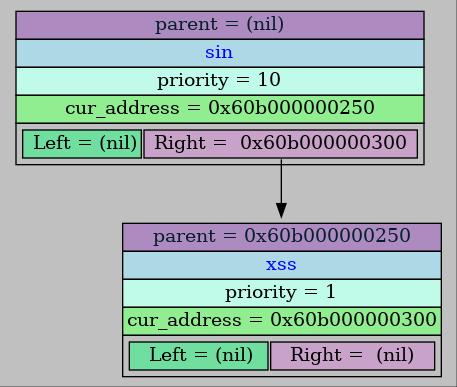 parent = (nil)
sin
priority = 10
cur_address = 0x60b000000250
Left = (nil) Right =  0x60b000000300
parent = 0x60b000000250
xss
priority = 1
cur_address = 0x60b000000300
Left = (nil) Right =  (nil)